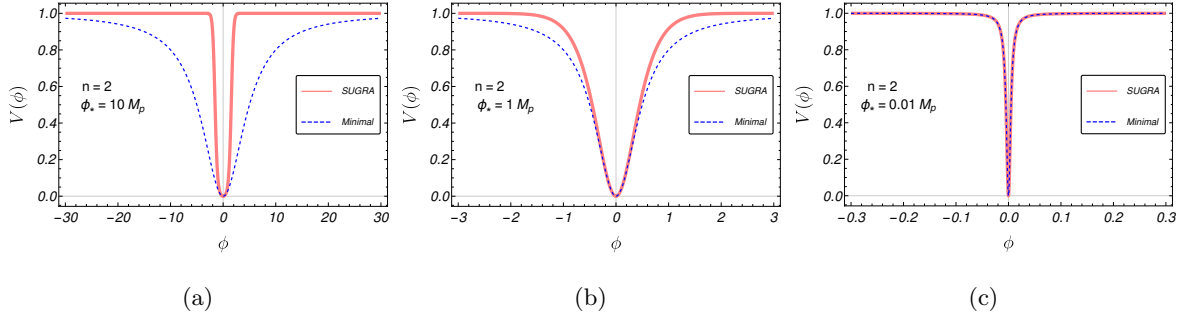 V(ϕ)
1.0
0.8
0.6
0.4
0.2
0.0
n = 2
ϕ* = 10 Mp
SUGRA
Minimal
−30 −20 −10 0 10 20 30
ϕ
(a)
V(ϕ)
1.0
0.8
0.6
0.4
0.2
0.0
n = 2
ϕ* = 1 Mp
SUGRA
Minimal
−3 −2 −1 0 1 2 3
ϕ
(b)
V(ϕ)
1.0
0.8
0.6
0.4
0.2
0.0
n = 2
ϕ* = 0.01 Mp
SUGRA
Minimal
−0.3 −0.2 −0.1 0.0 0.1 0.2 0.3
ϕ
(c)